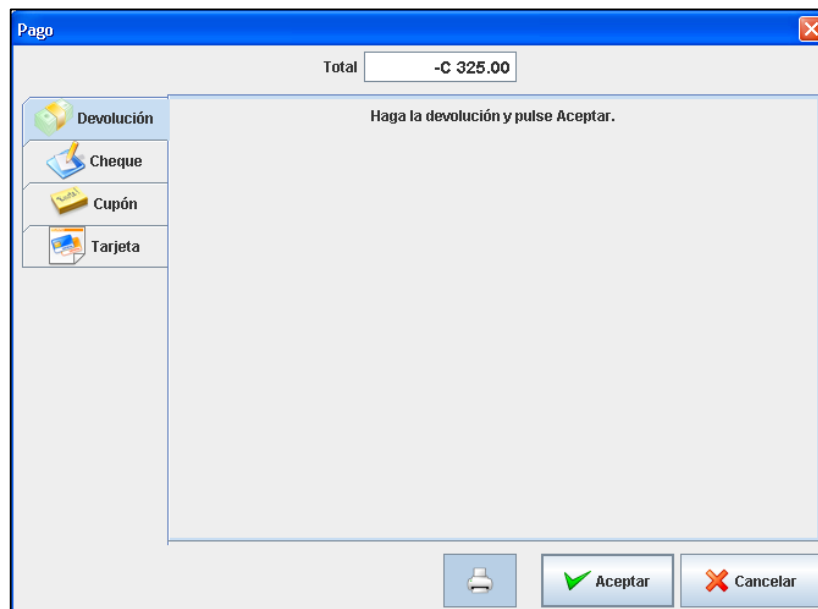 Pago
Total -C 325.00
Devolución
Haga la devolución y pulse Aceptar.
Cheque
Cupón
Tarjeta
Aceptar Cancelar